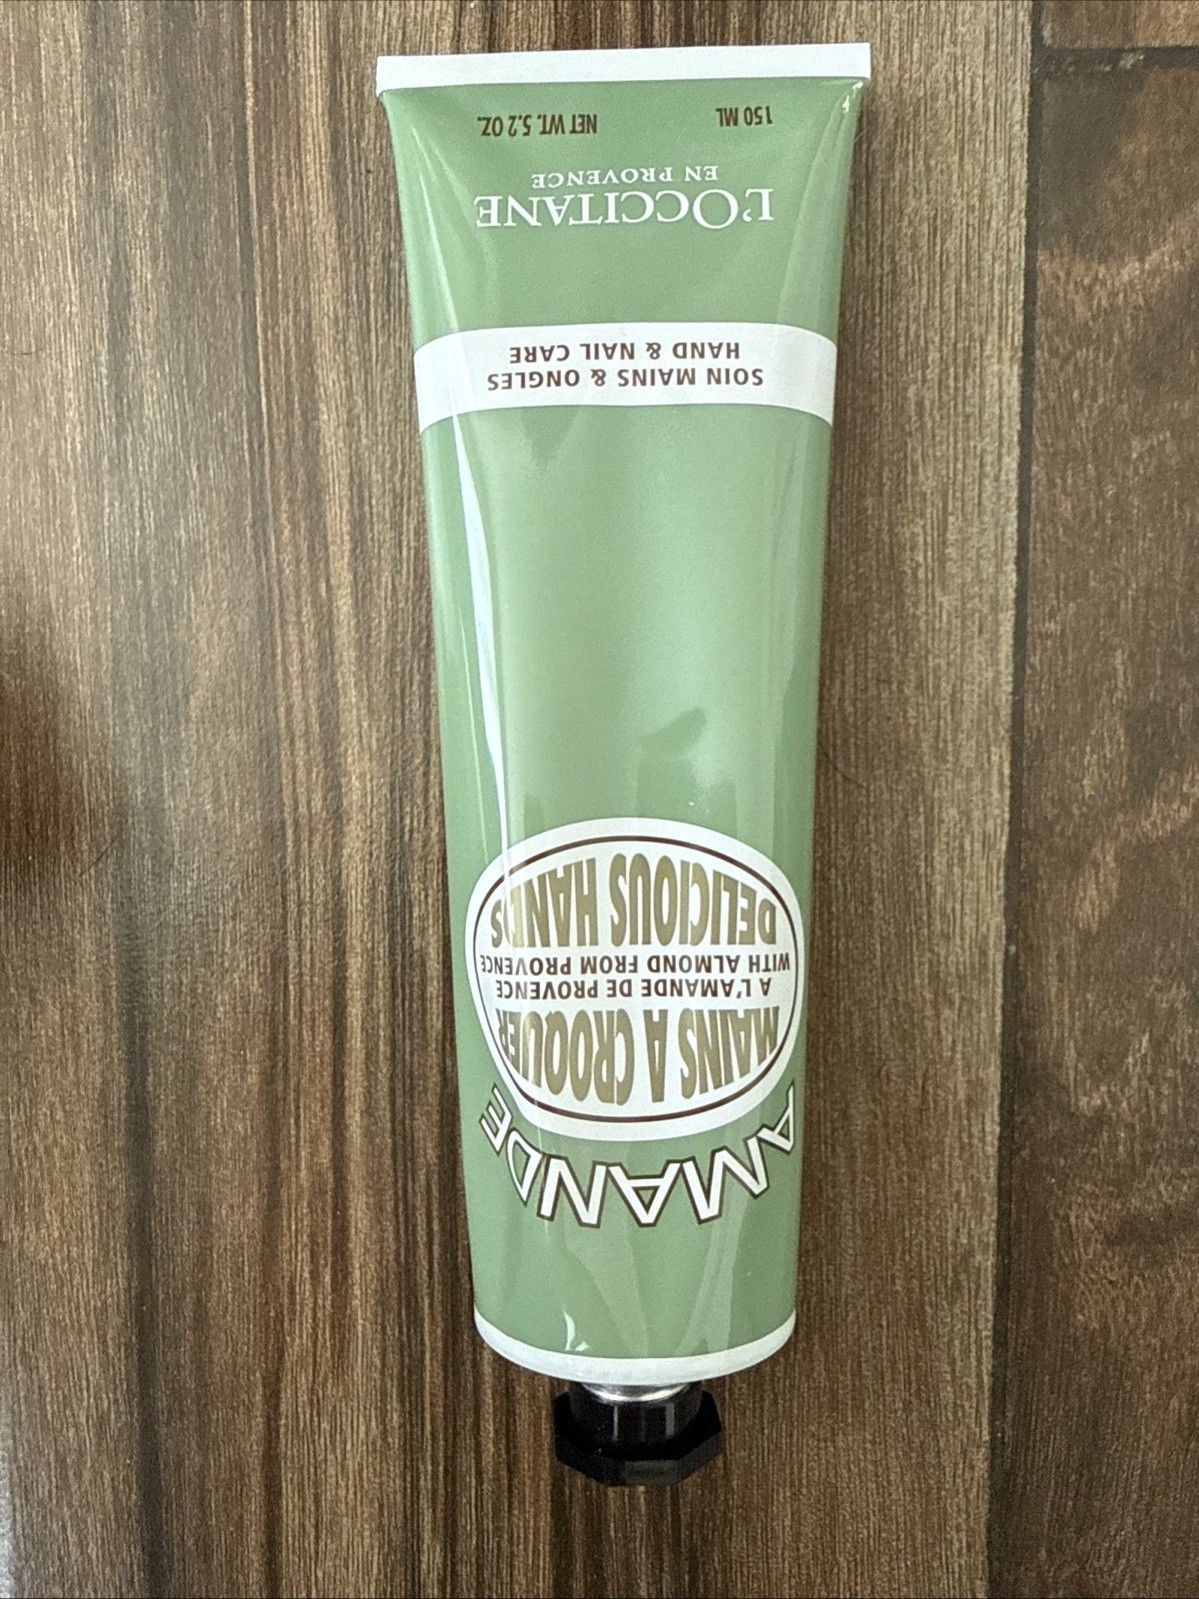 AMANDE
MAINS A CROQUER
A L'AMANDE DE PROVENCE
WITH ALMOND FROM PROVENCE
DELICIOUS HANDS
SOIN MAINS & ONGLES
HAND & NAIL CARE
L'OCCITANE
EN PROVENCE
150 ML NET WT. 5.2 OZ.